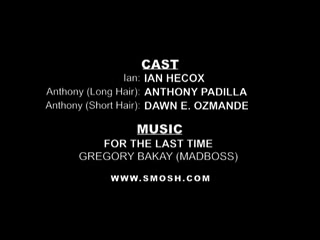 CAST
Ian: IAN HECOX
Anthony (Long Hair): ANTHONY PADILLA
Anthony (Short Hair): DAWN E. OZMANDE
MUSIC
FOR THE LAST TIME
GREGORY BAKAY (MADBOSS)
WWW.SMOSH.COM